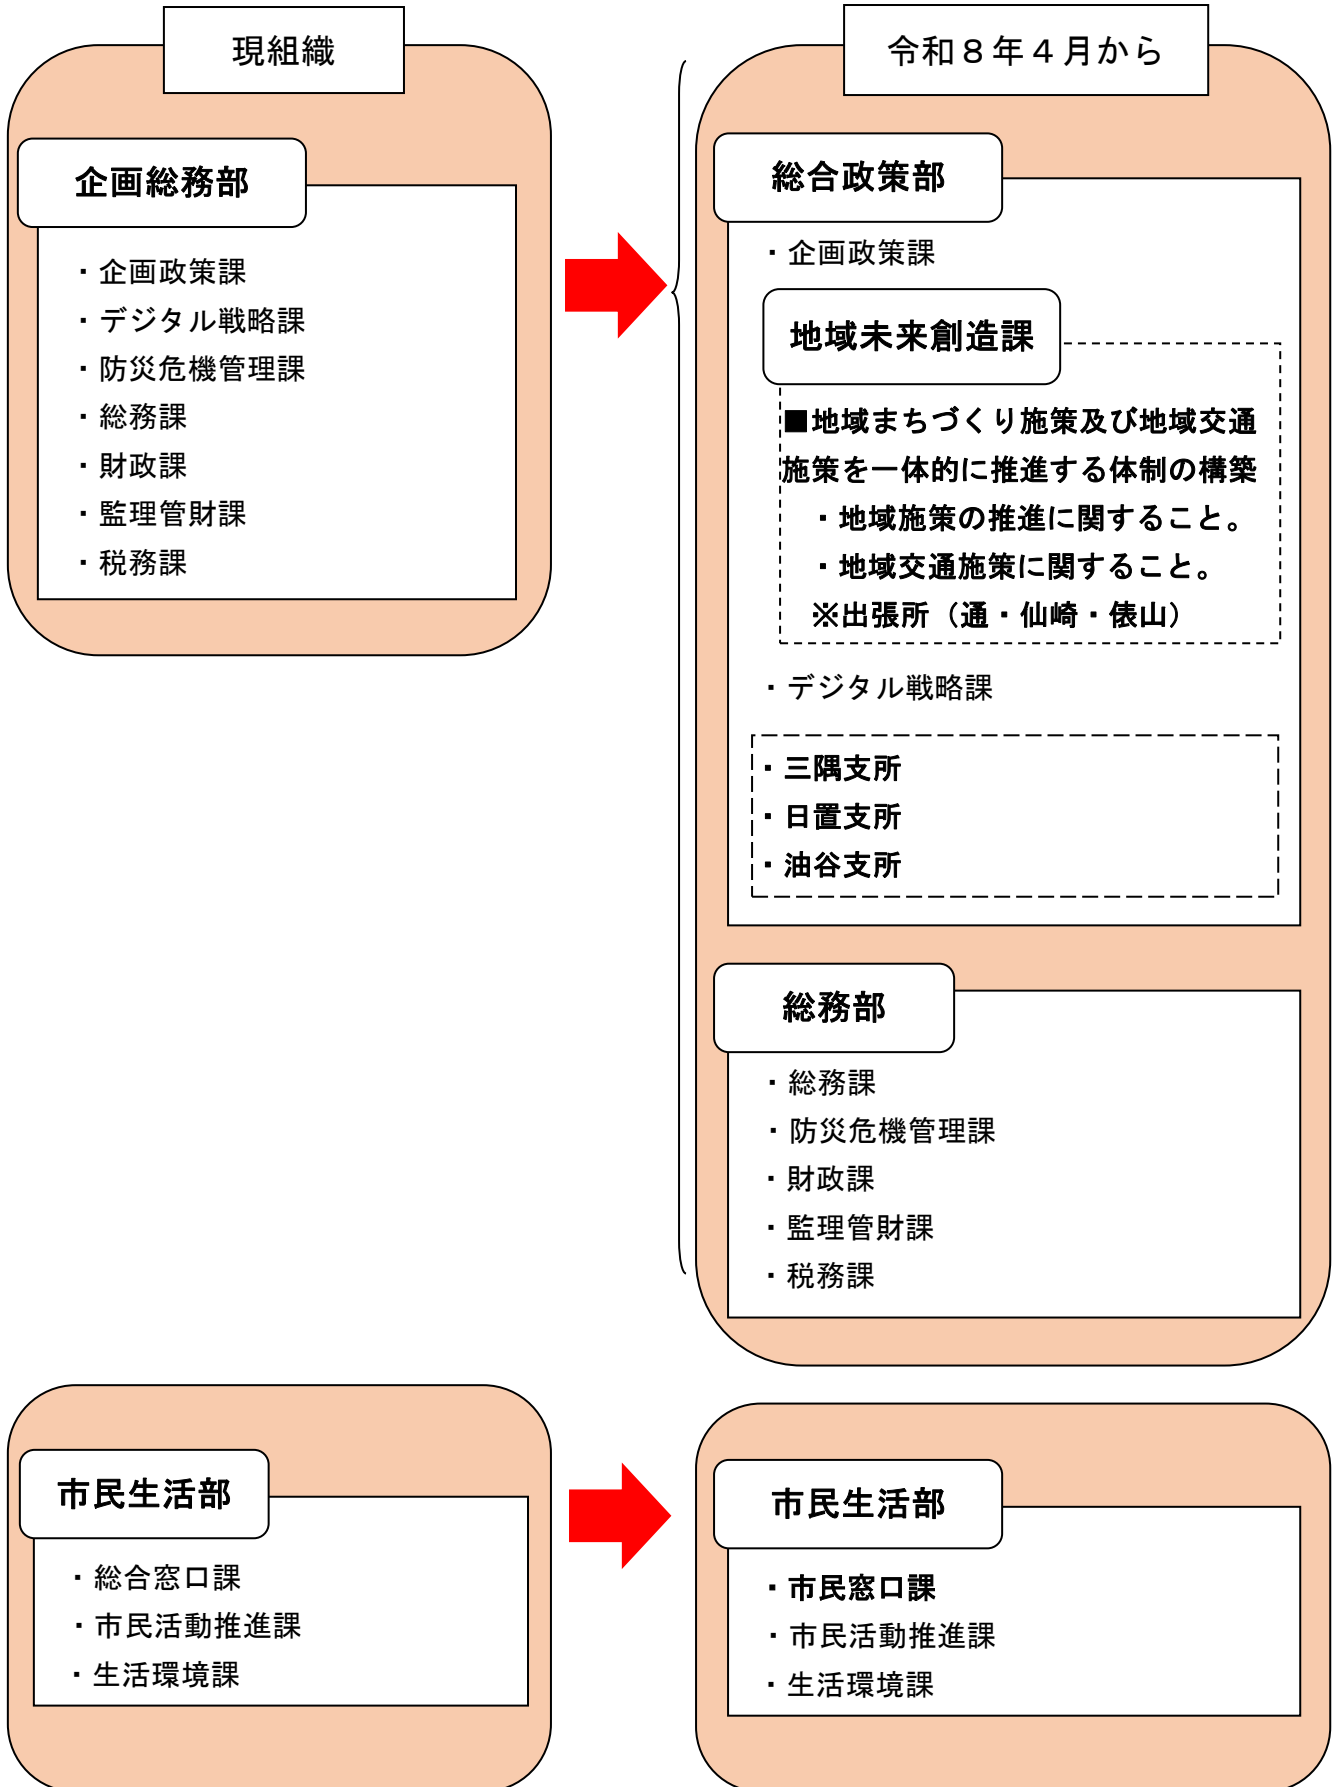 現組織
企画総務部
・企画政策課
・デジタル戦略課
・防災危機管理課
・総務課
・財政課
・監理管財課
・税務課
令和８年４月から
総合政策部
・企画政策課
地域未来創造課
■地域まちづくり施策及び地域交通
施策を一体的に推進する体制の構築
・地域施策の推進に関すること。
・地域交通施策に関すること。
※出張所（通・仙崎・俵山）
・デジタル戦略課
・三隅支所
・日置支所
・油谷支所
総務部
・総務課
・防災危機管理課
・財政課
・監理管財課
・税務課
市民生活部
・総合窓口課
・市民活動推進課
・生活環境課
市民生活部
・市民窓口課
・市民活動推進課
・生活環境課